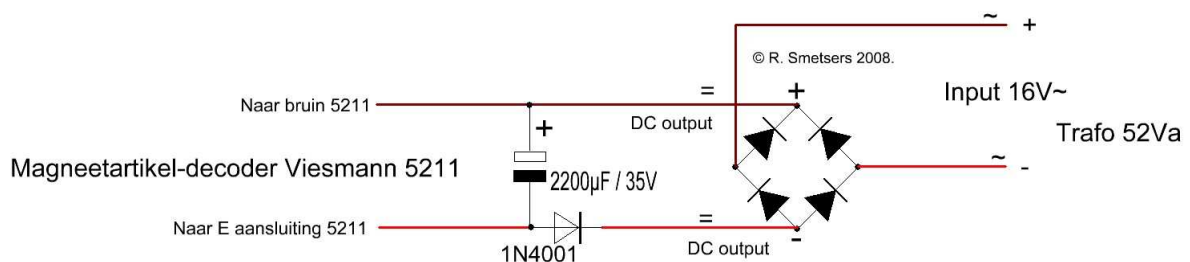 ~ +
© R. Smetsers 2008.
Input 16V~
Naar bruin 5211
=
+
DC output
Trafo 52Va
+
~ -
Magneetartikel-decoder Viesmann 5211
2200µF / 35V
Naar E aansluiting 5211
=
-
1N4001
DC output